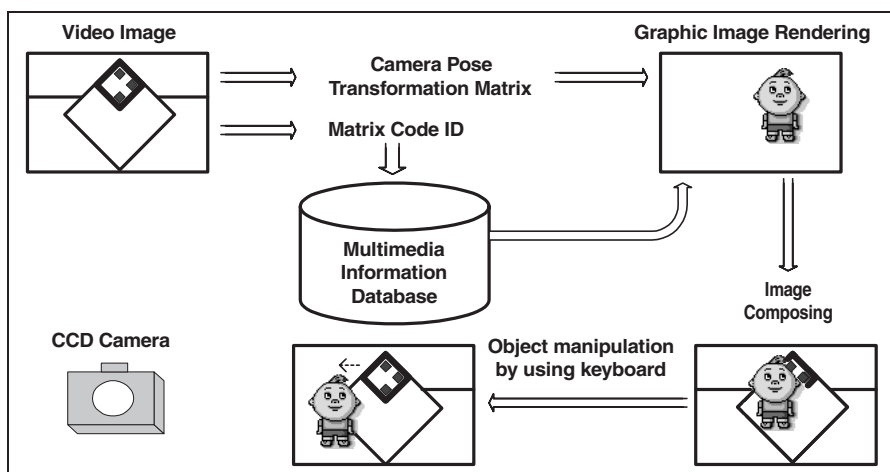 Video Image
Graphic Image Rendering
Camera Pose
Transformation Matrix
Matrix Code ID
Multimedia
Information
Database
Image
Composing
CCD Camera
Object manipulation
by using keyboard